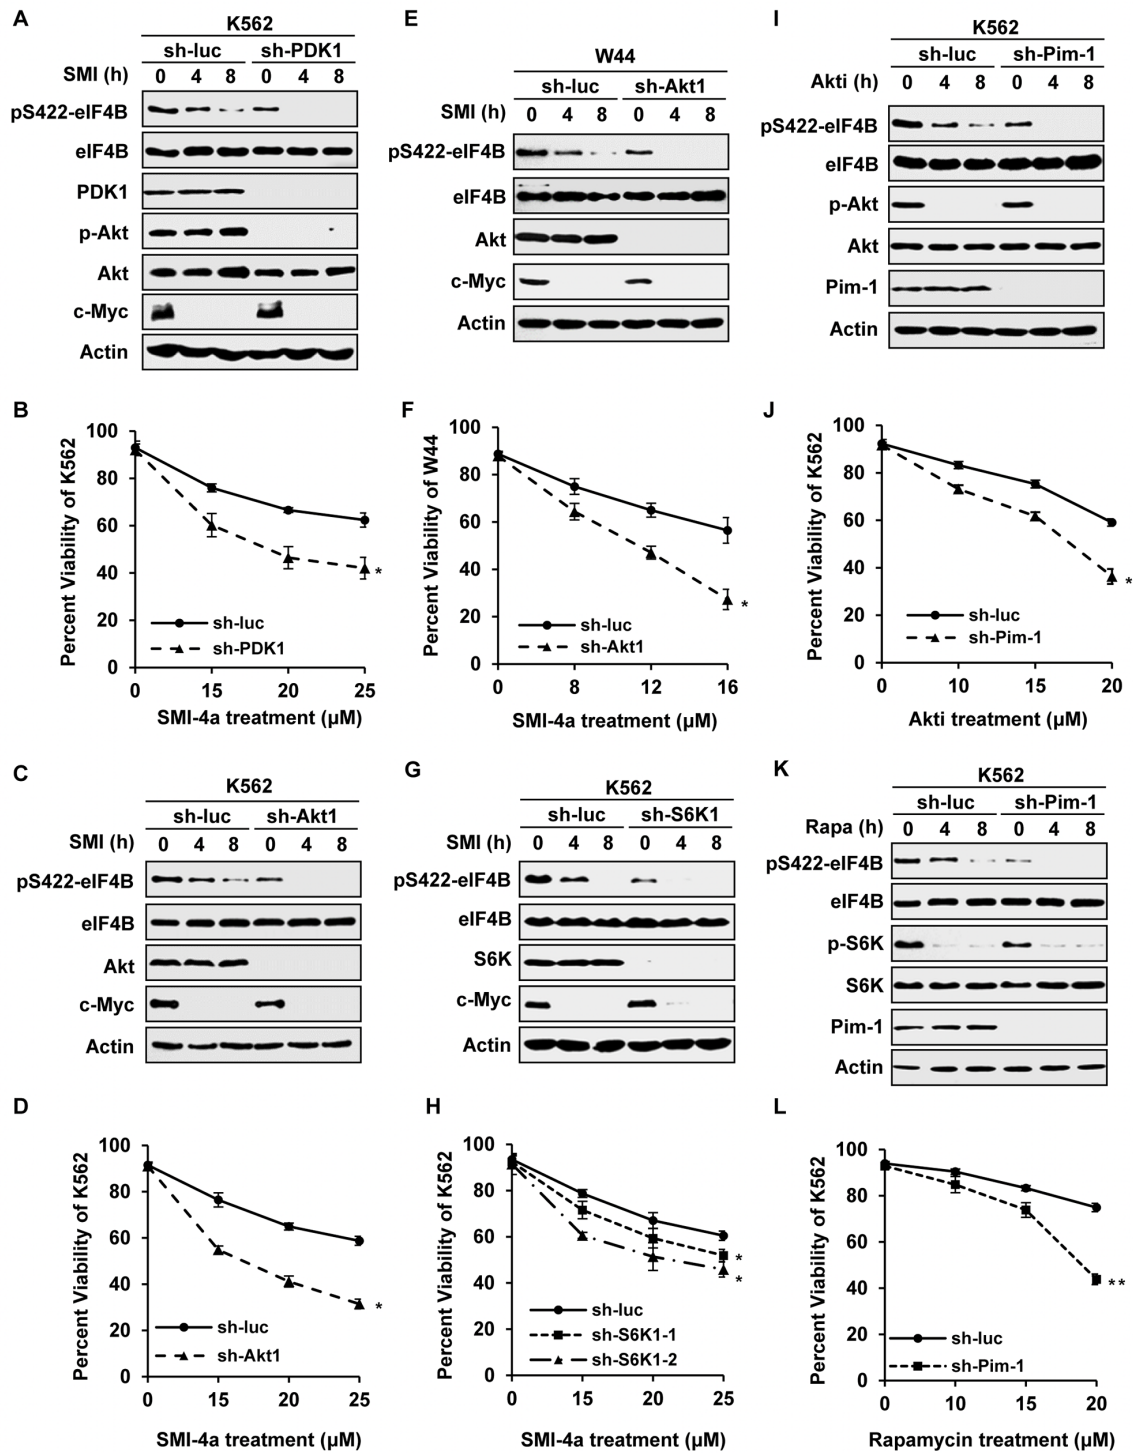 A
K562
sh-luc sh-PDK1
SMI (h) 0 4 8 0 4 8
pS422-eIF4B
eIF4B
PDK1
p-Akt
Akt
c-Myc
Actin
E
W44
sh-luc sh-Akt1
SMI (h) 0 4 8 0 4 8
pS422-eIF4B
eIF4B
Akt
c-Myc
Actin
I
K562
sh-luc sh-Pim-1
Akti (h) 0 4 8 0 4 8
pS422-eIF4B
eIF4B
p-Akt
Akt
Pim-1
Actin
B
Percent Viability of K562
100
80
60
40
20
0
*
sh-luc
sh-PDK1
0 15 20 25
SMI-4a treatment (µM)
F
Percent Viability of W44
100
80
60
40
20
0
*
sh-luc
sh-Akt1
0 8 12 16
SMI-4a treatment (µM)
J
Percent Viability of K562
100
80
60
40
20
0
*
sh-luc
sh-Pim-1
0 10 15 20
Akti treatment (µM)
C
K562
sh-luc sh-Akt1
SMI (h) 0 4 8 0 4 8
pS422-eIF4B
eIF4B
Akt
c-Myc
Actin
G
K562
sh-luc sh-S6K1
SMI (h) 0 4 8 0 4 8
pS422-eIF4B
eIF4B
S6K
c-Myc
Actin
K
K562
sh-luc sh-Pim-1
Rapa (h) 0 4 8 0 4 8
pS422-eIF4B
eIF4B
p-S6K
S6K
Pim-1
Actin
D
Percent Viability of K562
100
80
60
40
20
0
*
sh-luc
sh-Akt1
0 15 20 25
SMI-4a treatment (µM)
H
Percent Viability of K562
100
80
60
40
20
0
*
*
sh-luc
sh-S6K1-1
sh-S6K1-2
0 15 20 25
SMI-4a treatment (µM)
L
Percent Viability of K562
100
80
60
40
20
0
**
sh-luc
sh-Pim-1
0 10 15 20
Rapamycin treatment (µM)